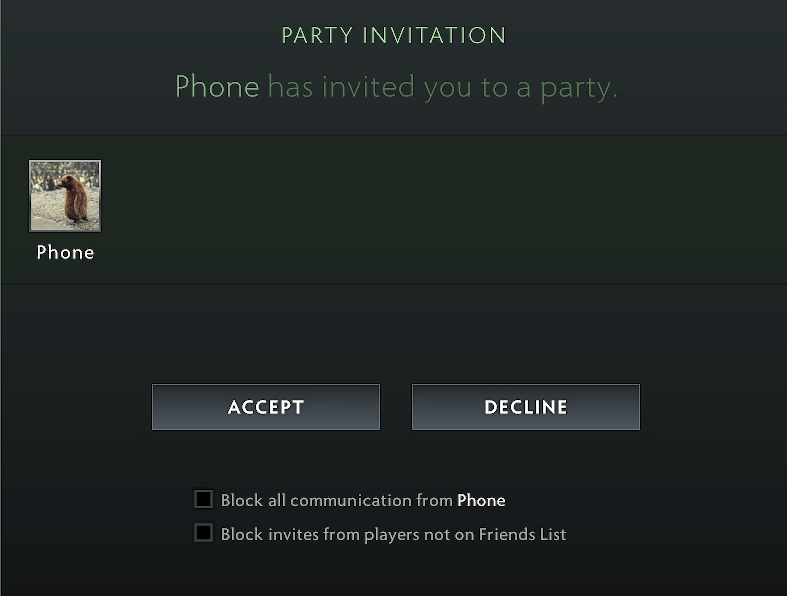 PARTY INVITATION
Phone has invited you to a party.
Phone
ACCEPT
DECLINE
Block all communication from Phone
Block invites from players not on Friends List